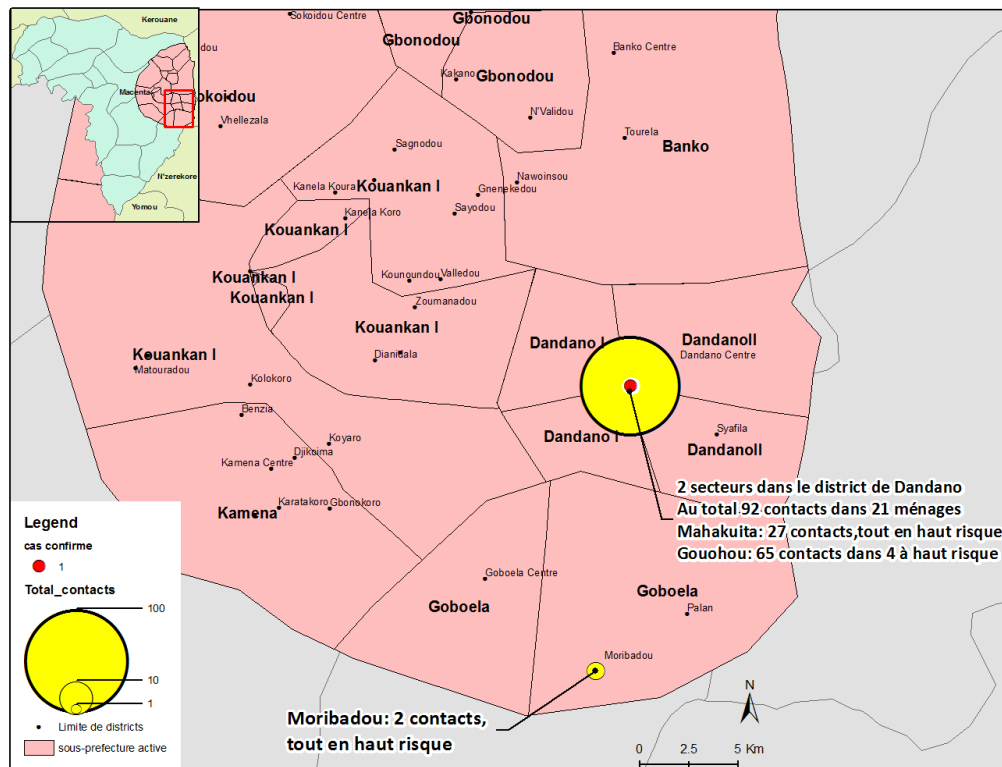 Kerouane
Macenta
N'zerekore
Yomou
Sokoidou Centre
Gbonodou
Gbonodou
Banko Centre
Kakano
Gbonodou
okoidou
Vhellezala
N'Validou
Tourela
Banko
Sagnodou
Kanela Koura
Kouankan I
Nawoinsou
Gnenekedou
Sayodou
Kanela Koro
Kouankan I
Kouankan I
Kouankan I
Kounoundou
Valledou
Zoumanadou
Kouankan I
Dandano I
DandanoII
Dandano Centre
Kouankan I
Matouradou
Kolokoro
Benzia
Dandano I
Syafila
DandanoII
Koyaro
Djikoima
Kamena Centre
Karatakoro
Gbonokoro
Kamena
2 secteurs dans le district de Dandano
Au total 92 contacts dans 21 ménages
Mahakuita: 27 contacts,tout en haut risque
Gouohou: 65 contacts dans 4 à haut risque
Goboela Centre
Goboela
Goboela
Palan
Moribadou
Moribadou: 2 contacts,
tout en haut risque
N
0 2.5 5 Km
Legend
cas confirme
1
Total_contacts
100
10
1
Limite de districts
sous-prefecture active